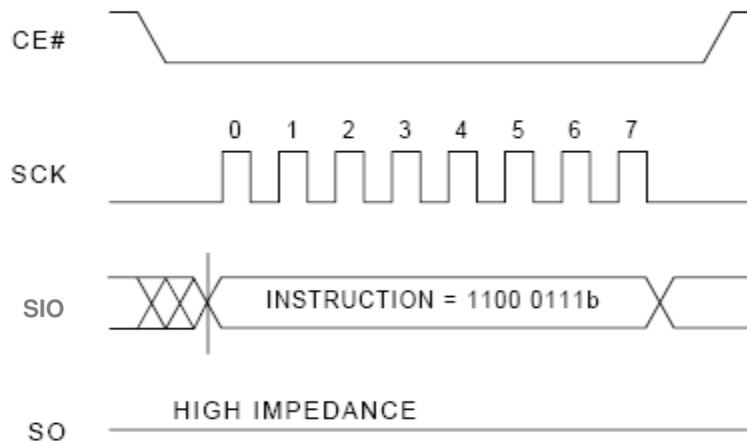 CE#
0 1 2 3 4 5 6 7
SCK
SIO
INSTRUCTION = 1100 0111b
HIGH IMPEDANCE
SO